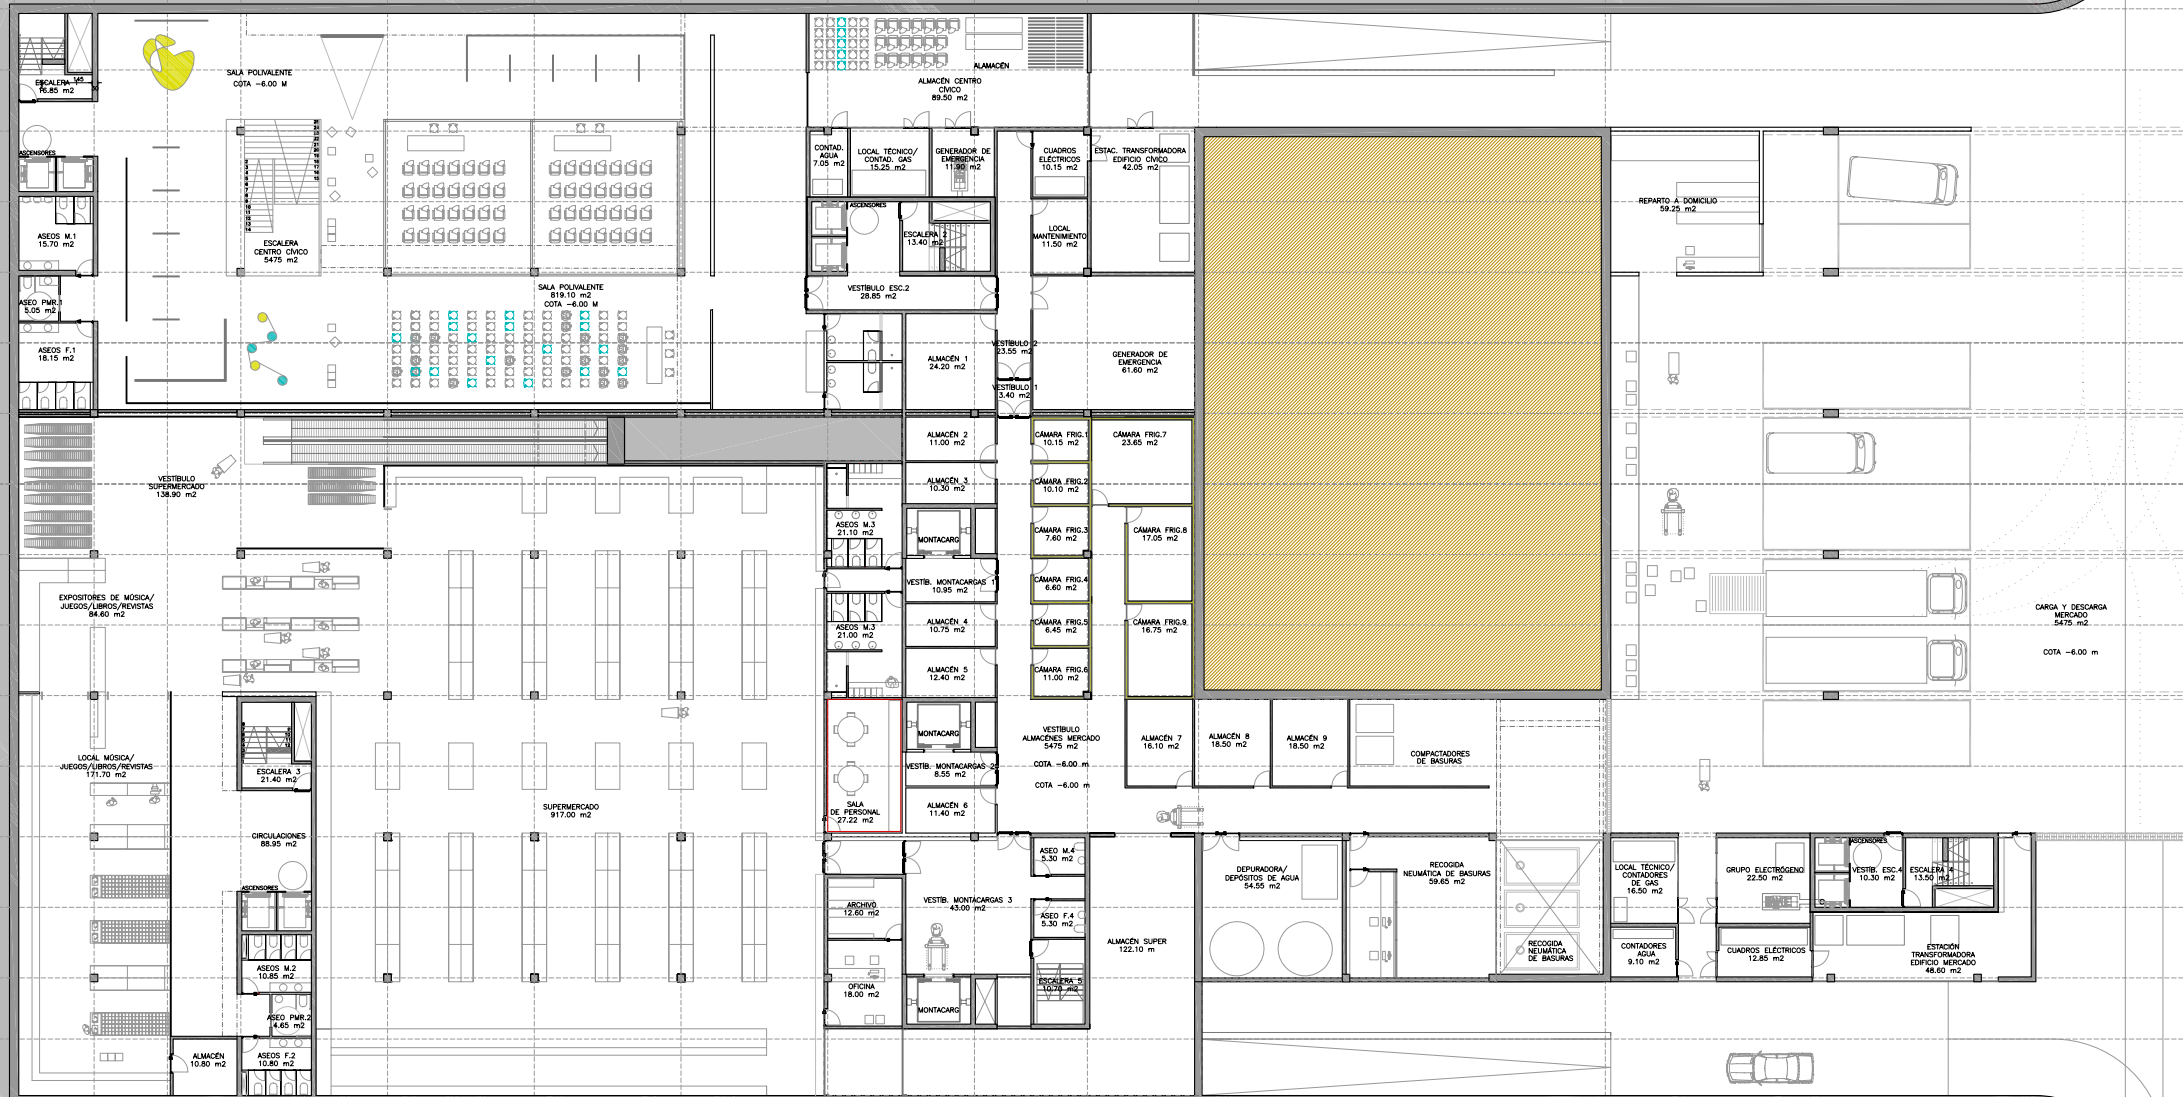 ESCALERA 1
16.85 m2
145
SALA POLIVALENTE
COTA -6.00 M
ASCENSORES
ASEOS M.1
15.70 m2
ASEO PMR.1
5.05 m2
ASEOS F.1
18.15 m2
ESCALERA
CENTRO CÍVICO
5475 m2
SALA POLIVALENTE
819.10 m2
COTA -6.00 M
ALAMACÉN
ALMACÉN CENTRO
CÍVICO
89.50 m2
CONTAD.
AGUA
7.05 m2
LOCAL TÉCNICO/
CONTAD. GAS
15.25 m2
GENERADOR DE
EMERGENCIA
11.90 m2
CUADROS
ELÉCTRICOS
10.15 m2
ESTAC. TRANSFORMADORA
EDIFICIO CÍVICO
42.05 m2
ASCENSORES
ESCALERA 2
13.40 m2
LOCAL
MANTENIMIENTO
11.50 m2
VESTÍBULO ESC.2
28.85 m2
ALMACÉN 1
24.20 m2
VESTÍBULO 2
23.55 m2
VESTÍBULO 1
3.40 m2
GENERADOR DE
EMERGENCIA
61.60 m2
REPARTO A DOMICILIO
59.25 m2
VESTÍBULO
SUPERMERCADO
138.90 m2
ALMACÉN 2
11.00 m2
ALMACÉN 3
10.30 m2
CÁMARA FRIG.1
10.15 m2
CÁMARA FRIG.2
10.10 m2
CÁMARA FRIG.3
7.60 m2
CÁMARA FRIG.4
6.60 m2
CÁMARA FRIG.5
6.45 m2
CÁMARA FRIG.6
11.00 m2
CÁMARA FRIG.7
23.65 m2
CÁMARA FRIG.8
17.05 m2
CÁMARA FRIG.9
16.75 m2
ASEOS M.3
21.10 m2
MONTACARG
VESTÍB. MONTACARGAS 1
10.95 m2
ASEOS M.3
21.00 m2
ALMACÉN 4
10.75 m2
ALMACÉN 5
12.40 m2
EXPOSITORES DE MÚSICA/
JUEGOS/LIBROS/REVISTAS
84.60 m2
CARGA Y DESCARGA
MERCADO
5475 m2
COTA -6.00 m
LOCAL MÚSICA/
JUEGOS/LIBROS/REVISTAS
171.70 m2
ESCALERA 3
21.40 m2
CIRCULACIONES
88.95 m2
SUPERMERCADO
917.00 m2
SALA
DE PERSONAL
27.22 m2
MONTACARG
VESTÍB. MONTACARGAS 2
8.55 m2
ALMACÉN 6
11.40 m2
VESTÍBULO
ALMACÉNES MERCADO
5475 m2
COTA -6.00 m
COTA -6.00 m
ALMACÉN 7
16.10 m2
ALMACÉN 8
18.50 m2
ALMACÉN 9
18.50 m2
COMPACTADORES
DE BASURAS
ASCENSORES
ASEOS M.2
10.85 m2
ASEO PMR.2
4.65 m2
ALMACÉN
10.80 m2
ASEOS F.2
10.80 m2
ARCHIVO
12.60 m2
OFICINA
18.00 m2
VESTÍB. MONTACARGAS 3
43.00 m2
MONTACARG
ASEO M.4
5.30 m2
ASEO F.4
5.30 m2
ESCALERA 5
10.70 m2
ALMACÉN SUPER
122.10 m
DEPURADORA/
DEPÓSITOS DE AGUA
54.55 m2
RECOGIDA
NEUMÁTICA DE BASURAS
59.65 m2
RECOGIDA
NEUMÁTICA
DE BASURAS
LOCAL TÉCNICO/
CONTADORES
DE GAS
16.50 m2
CONTADORES
AGUA
9.10 m2
GRUPO ELECTRÓGENO
22.50 m2
CUADROS ELÉCTRICOS
12.85 m2
ASCENSORES
VESTÍB. ESC.4
10.30 m2
ESCALERA 4
13.50 m2
ESTACIÓN
TRANSFORMADORA
EDIFICIO MERCADO
48.60 m2